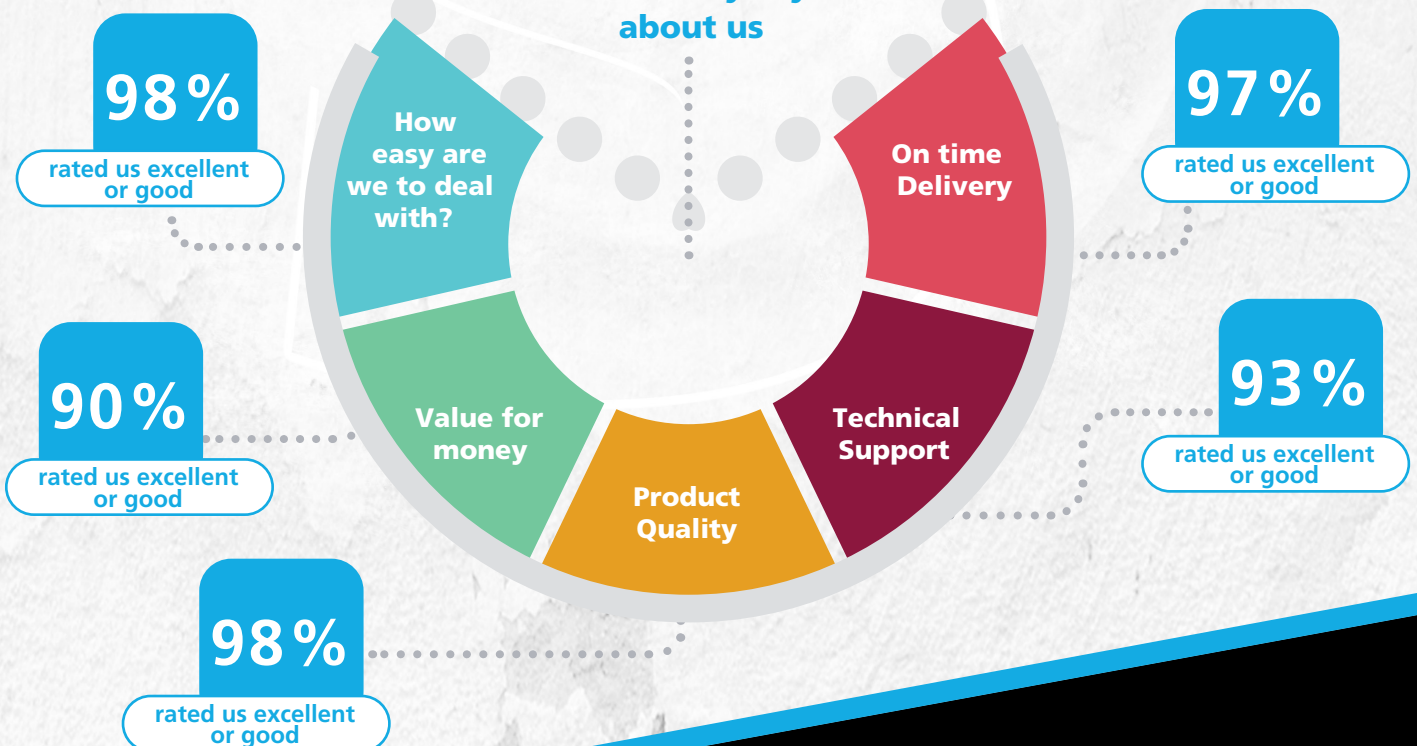 about us
98%
rated us excellent
or good
How
easy are
we to deal
with?
On time
Delivery
97%
rated us excellent
or good
90%
rated us excellent
or good
Value for
money
Product
Quality
Technical
Support
93%
rated us excellent
or good
98%
rated us excellent
or good